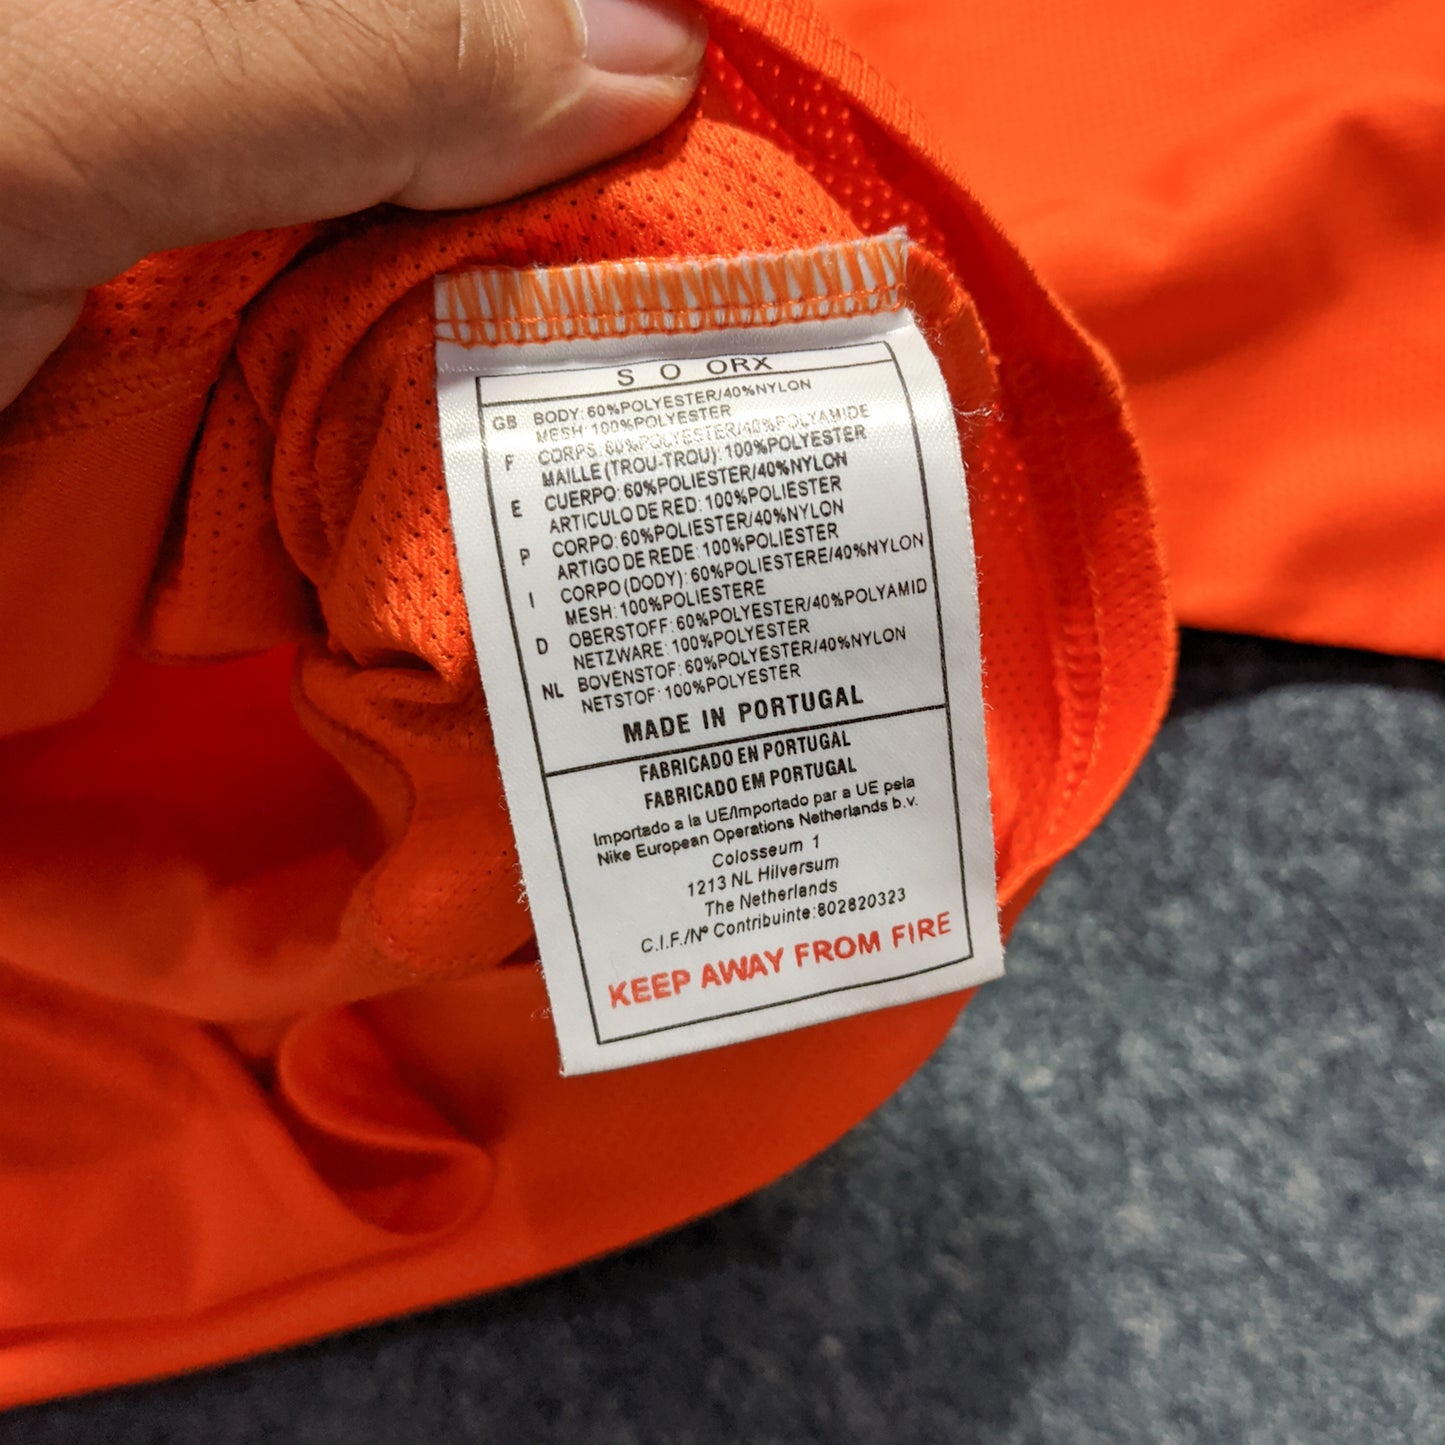 S O ORX
GB BODY: 60%POLYESTER/40%NYLON
MESH: 100%POLYESTER
F CORPS: 60%POLYESTER/40%POLYAMIDE
MAILLE (TROU-TROU): 100%POLYESTER
E CUERPO: 60%POLIESTER/40%NYLON
ARTICULO DE RED: 100%POLIESTER
P CORPO: 60%POLIESTER/40%NYLON
ARTIGO DE REDE: 100%POLIESTER
I CORPO (DODY): 60%POLIESTERE/40%NYLON
MESH: 100%POLIESTERE
D OBERSTOFF: 60%POLYESTER/40%POLYAMID
NETZWARE: 100%POLYESTER
NL BOVENSTOF: 60%POLYESTER/40%NYLON
NETSTOF: 100%POLYESTER
MADE IN PORTUGAL
FABRICADO EN PORTUGAL
FABRICADO EM PORTUGAL
Importado a la UE/Importado par a UE pela
Nike European Operations Netherlands b.v.
Colosseum 1
1213 NL Hilversum
The Netherlands
C.I.F./Nº Contribuinte:802820323
KEEP AWAY FROM FIRE